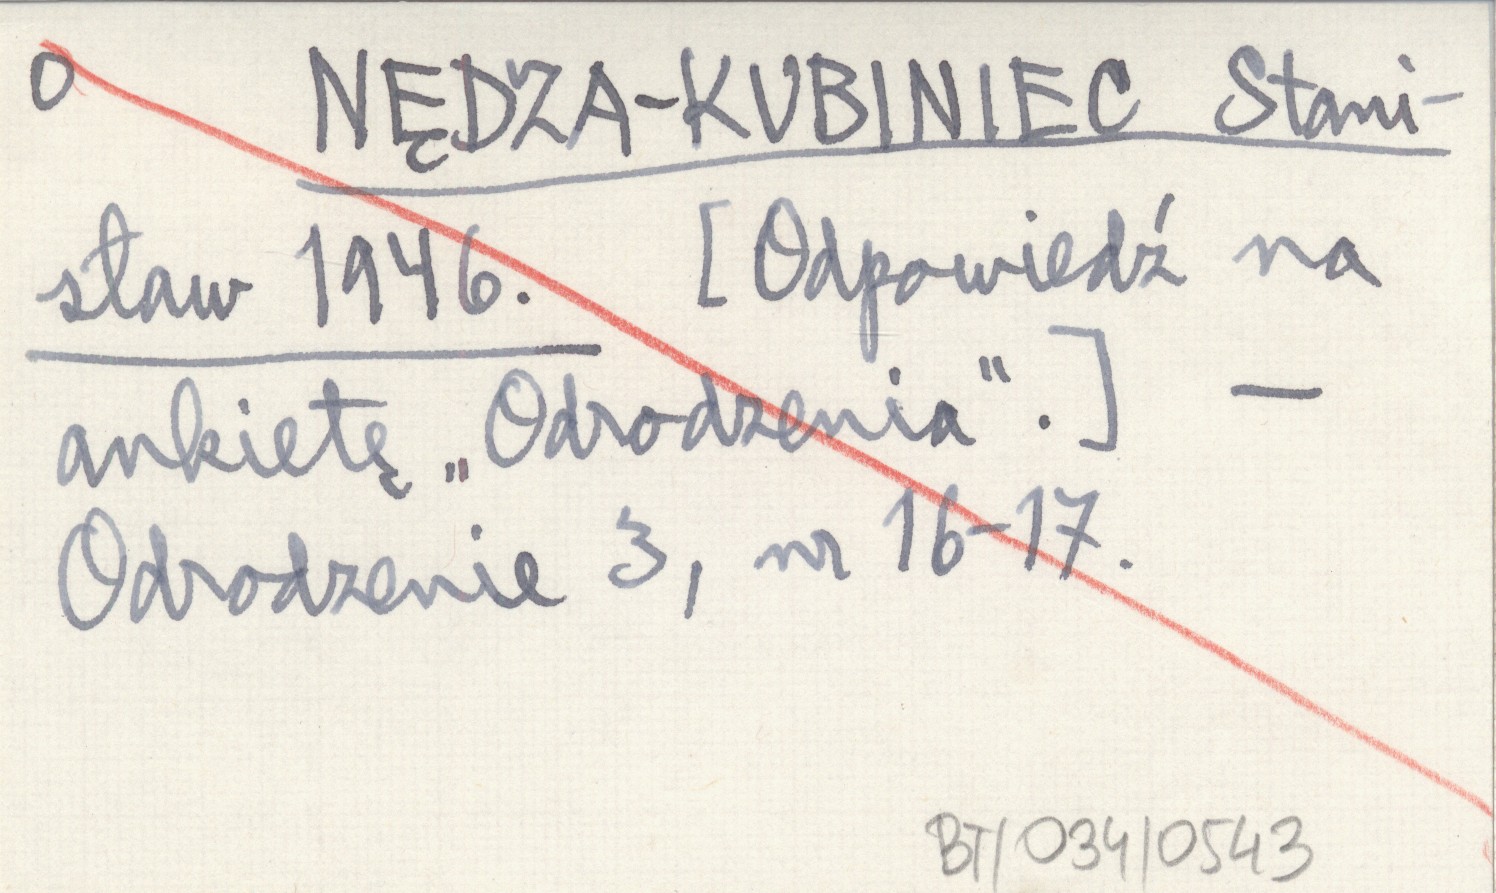 O NĘDZA-KUBINIEC Stani-
sław 1946. [Odpowiedź na
ankietę „Odrodzenia".] —
Odrodzenie 3, nr 16-17.
BT/034/0543